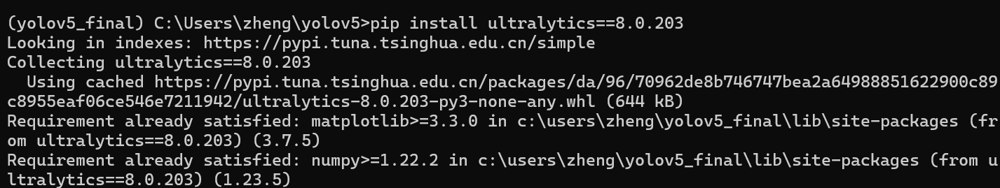 (yolov5_final) C:\Users\zheng\yolov5>pip install ultralytics==8.0.203
Looking in indexes: https://pypi.tuna.tsinghua.edu.cn/simple
Collecting ultralytics==8.0.203
  Using cached https://pypi.tuna.tsinghua.edu.cn/packages/da/96/70962de8b746747bea2a64988851622900c89
c8955eaf06ce546e7211942/ultralytics-8.0.203-py3-none-any.whl (644 kB)
Requirement already satisfied: matplotlib>=3.3.0 in c:\users\zheng\yolov5_final\lib\site-packages (fr
om ultralytics==8.0.203) (3.7.5)
Requirement already satisfied: numpy>=1.22.2 in c:\users\zheng\yolov5_final\lib\site-packages (from u
ltralytics==8.0.203) (1.23.5)